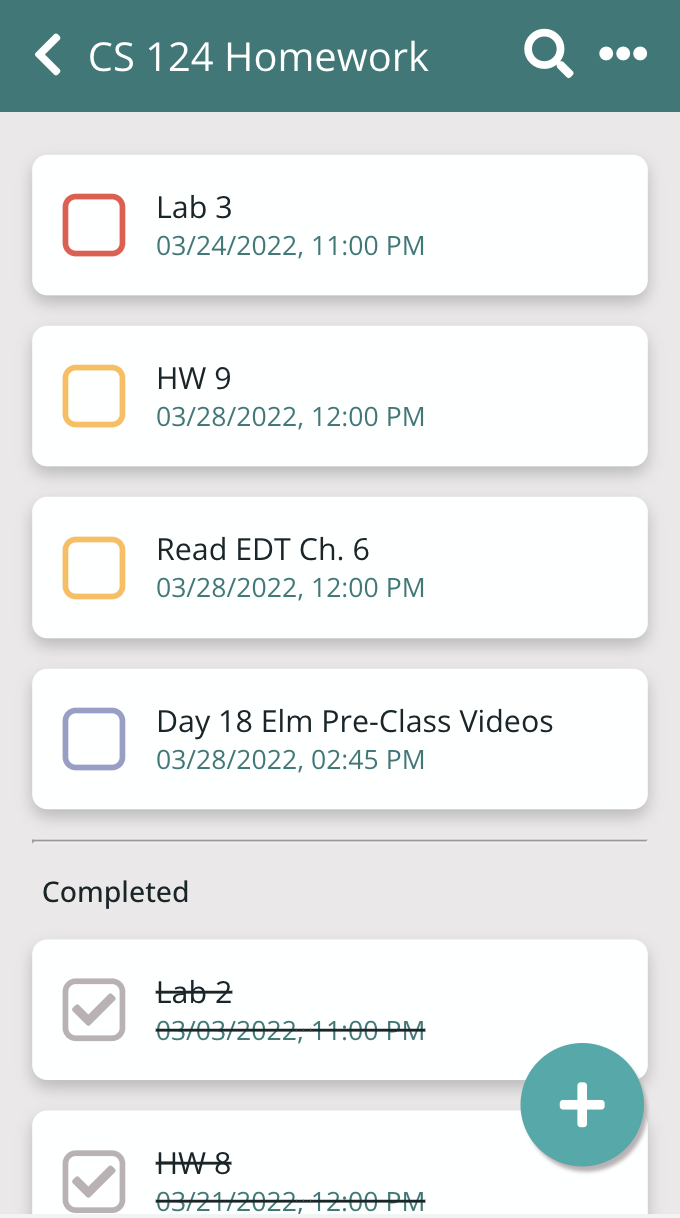 CS 124 Homework
Lab 3
03/24/2022, 11:00 PM
HW 9
03/28/2022, 12:00 PM
Read EDT Ch. 6
03/28/2022, 12:00 PM
Day 18 Elm Pre-Class Videos
03/28/2022, 02:45 PM
Completed
Lab 2
03/03/2022, 11:00 PM
HW 8
03/21/2022, 12:00 PM